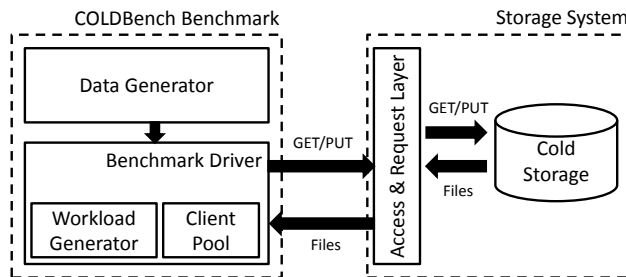 COLDBench Benchmark
Data Generator
Benchmark Driver
Workload
Generator
Client
Pool
GET/PUT
Files
Storage System
Access & Request Layer
GET/PUT
Files
Cold
Storage